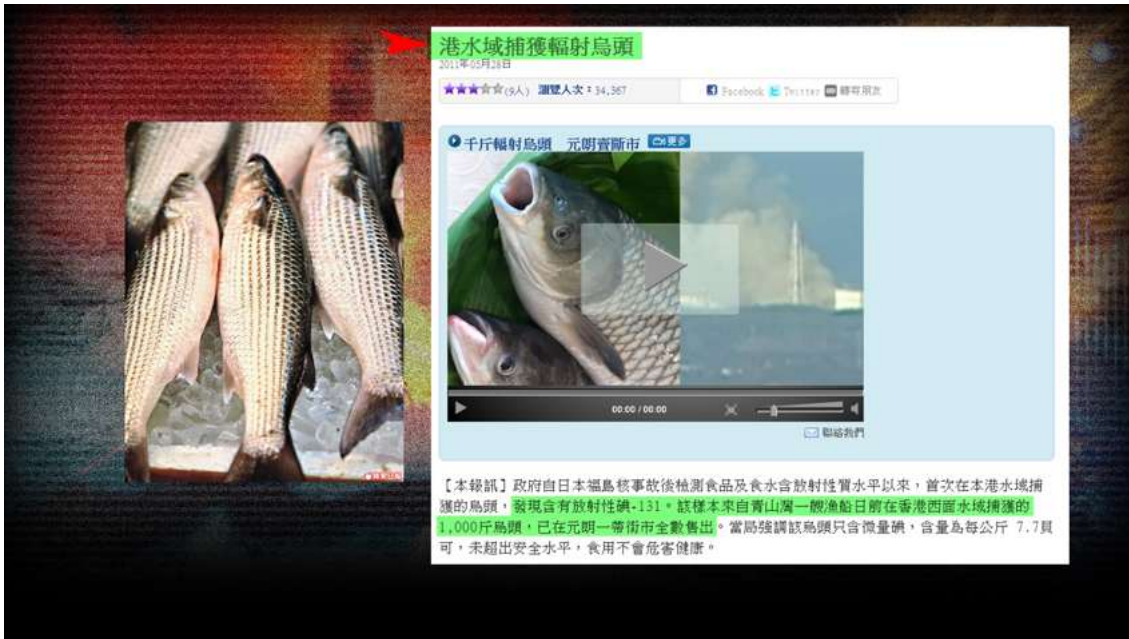 港水域捕獲輻射烏頭
2011年05月28日
(9人) 瀏覽人次：34,367 Facebook Twitter 轉寄朋友
千斤輻射烏頭 元朗賣斷市 更多
00:00 / 00:00
聯絡我們
【本報訊】政府自日本福島核事故後檢測食品及食水含放射性質水平以來，首次在本港水域捕
獲的烏頭，發現含有放射性碘-131。該樣本來自青山灣一艘漁船日前在香港西面水域捕獲的
1,000斤烏頭，已在元朗一帶街市全數售出。當局強調該烏頭只含微量碘，含量為每公斤 7.7貝
可，未超出安全水平，食用不會危害健康。